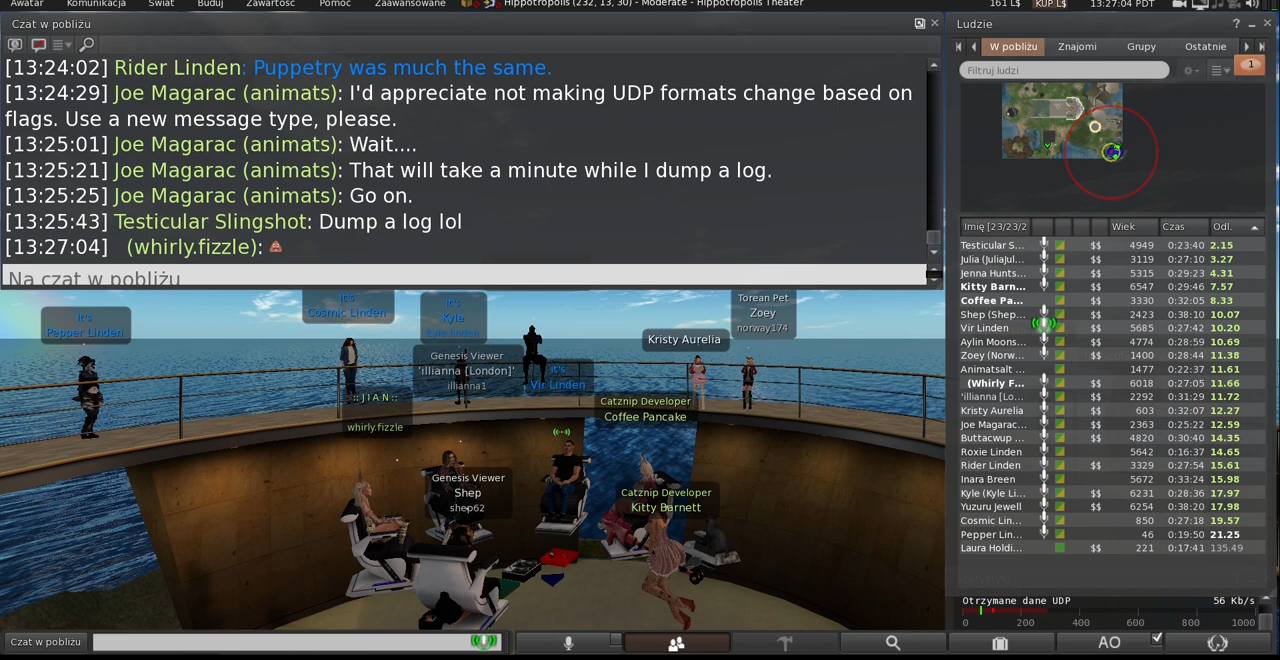 Awatar Komunikacja Świat Buduj Zawartość Pomoc Zaawansowane Hippotropolis (232, 13, 30) - Moderate - Hippotropolis Theater 161 L$ KUP L$ 13:27:04 PDT
Czat w pobliżu
[13:24:02] Rider Linden: Puppetry was much the same.
[13:24:29] Joe Magarac (animats): I'd appreciate not making UDP formats change based on
flags. Use a new message type, please.
[13:25:01] Joe Magarac (animats): Wait....
[13:25:21] Joe Magarac (animats): That will take a minute while I dump a log.
[13:25:25] Joe Magarac (animats): Go on.
[13:25:43] Testicular Slingshot: Dump a log lol
[13:27:04] (whirly.fizzle): 💩
Na czat w pobliżu
It's
Pepper Linden
It's
Cosmic Linden
It's
Kyle
Kyle Linden
Torean Pet
Zoey
norway174
Kristy Aurelia
Genesis Viewer
'illianna [London]'
illianna1
It's
Vir Linden
:: J I A N ::
whirly.fizzle
Catznip Developer
Coffee Pancake
Genesis Viewer
Shep
shep62
Catznip Developer
Kitty Barnett
Czat w pobliżu
Ludzie
? _ ×
W pobliżu Znajomi Grupy Ostatnie
1
Filtruj ludzi
Imię [23/23/2 Wiek Czas Odl.
Testicular S... $$ 4949 0:23:40 2.15
Julia (JuliaJul... $$ 3119 0:27:10 3.27
Jenna Hunts... $$ 5315 0:29:23 4.31
Kitty Barn... $$ 6547 0:29:46 7.57
Coffee Pa... $$ 3330 0:32:05 8.33
Shep (Shep... $$ 2423 0:38:10 10.07
Vir Linden $$ 5685 0:27:42 10.20
Aylin Moons... $$ 4774 0:28:59 10.69
Zoey (Norw... $$ 1400 0:28:44 11.38
Animatsalt ... 1477 0:22:37 11.61
(Whirly F... $$ 6018 0:27:05 11.66
'illianna [Lo... $$ 2292 0:31:29 11.72
Kristy Aurelia $$ 603 0:32:07 12.27
Joe Magarac... $$ 2363 0:25:22 12.59
Buttacwup ... $$ 4820 0:30:40 14.35
Roxie Linden 5642 0:16:37 14.65
Rider Linden $$ 3329 0:27:54 15.61
Inara Breen 5672 0:33:24 15.98
Kyle (Kyle Li... $$ 6231 0:28:36 17.97
Yuzuru Jewell $$ 6254 0:38:20 17.98
Cosmic Lin... 850 0:27:18 19.57
Pepper Lin... 46 0:19:50 21.25
Laura Holdi... $$ 221 0:17:41 135.49
Otrzymane dane UDP 56 Kb/s
0 200 400 600 800 1000
AO